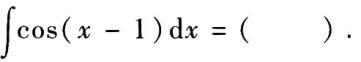 ∫cos(x − 1)dx = (  ).